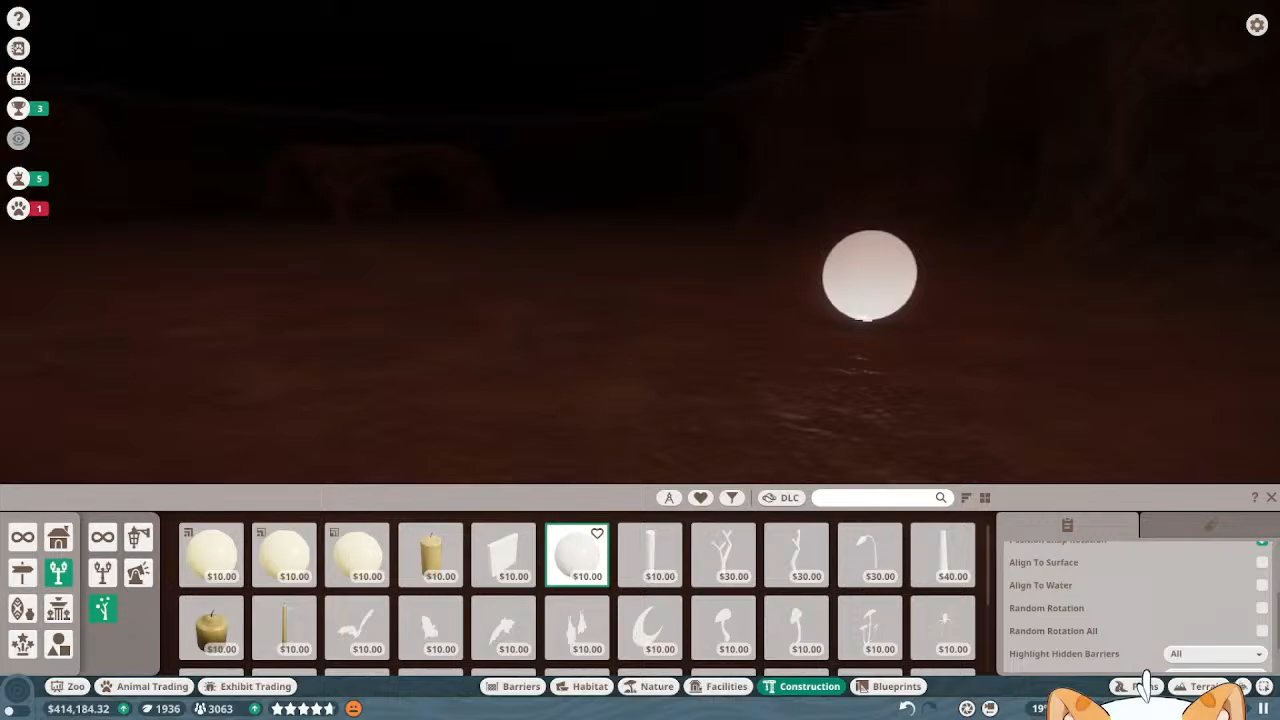 ?
3
5
1
DLC
? ×
$10.00 $10.00 $10.00 $10.00 $10.00 $10.00 $10.00 $30.00 $30.00 $30.00 $40.00
$10.00 $10.00 $10.00 $10.00 $10.00 $10.00 $10.00 $10.00 $10.00 $10.00 $10.00
Position Snap Rotation
Align To Surface
Align To Water
Random Rotation
Random Rotation All
Highlight Hidden Barriers All
Zoo Animal Trading Exhibit Trading Barriers Habitat Nature Facilities Construction Blueprints
$414,184.32 1936 3063